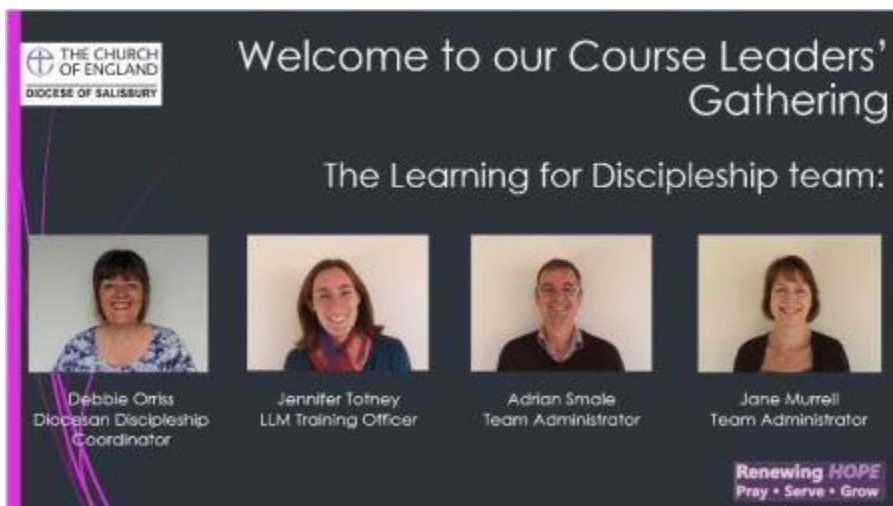 THE CHURCH
OF ENGLAND
DIOCESE OF SALISBURY
Welcome to our Course Leaders’
Gathering
The Learning for Discipleship team:
Debbie Orriss
Diocesan Discipleship
Coordinator
Jennifer Totney
LLM Training Officer
Adrian Smale
Team Administrator
Jane Murrell
Team Administrator
Renewing HOPE
Pray • Serve • Grow